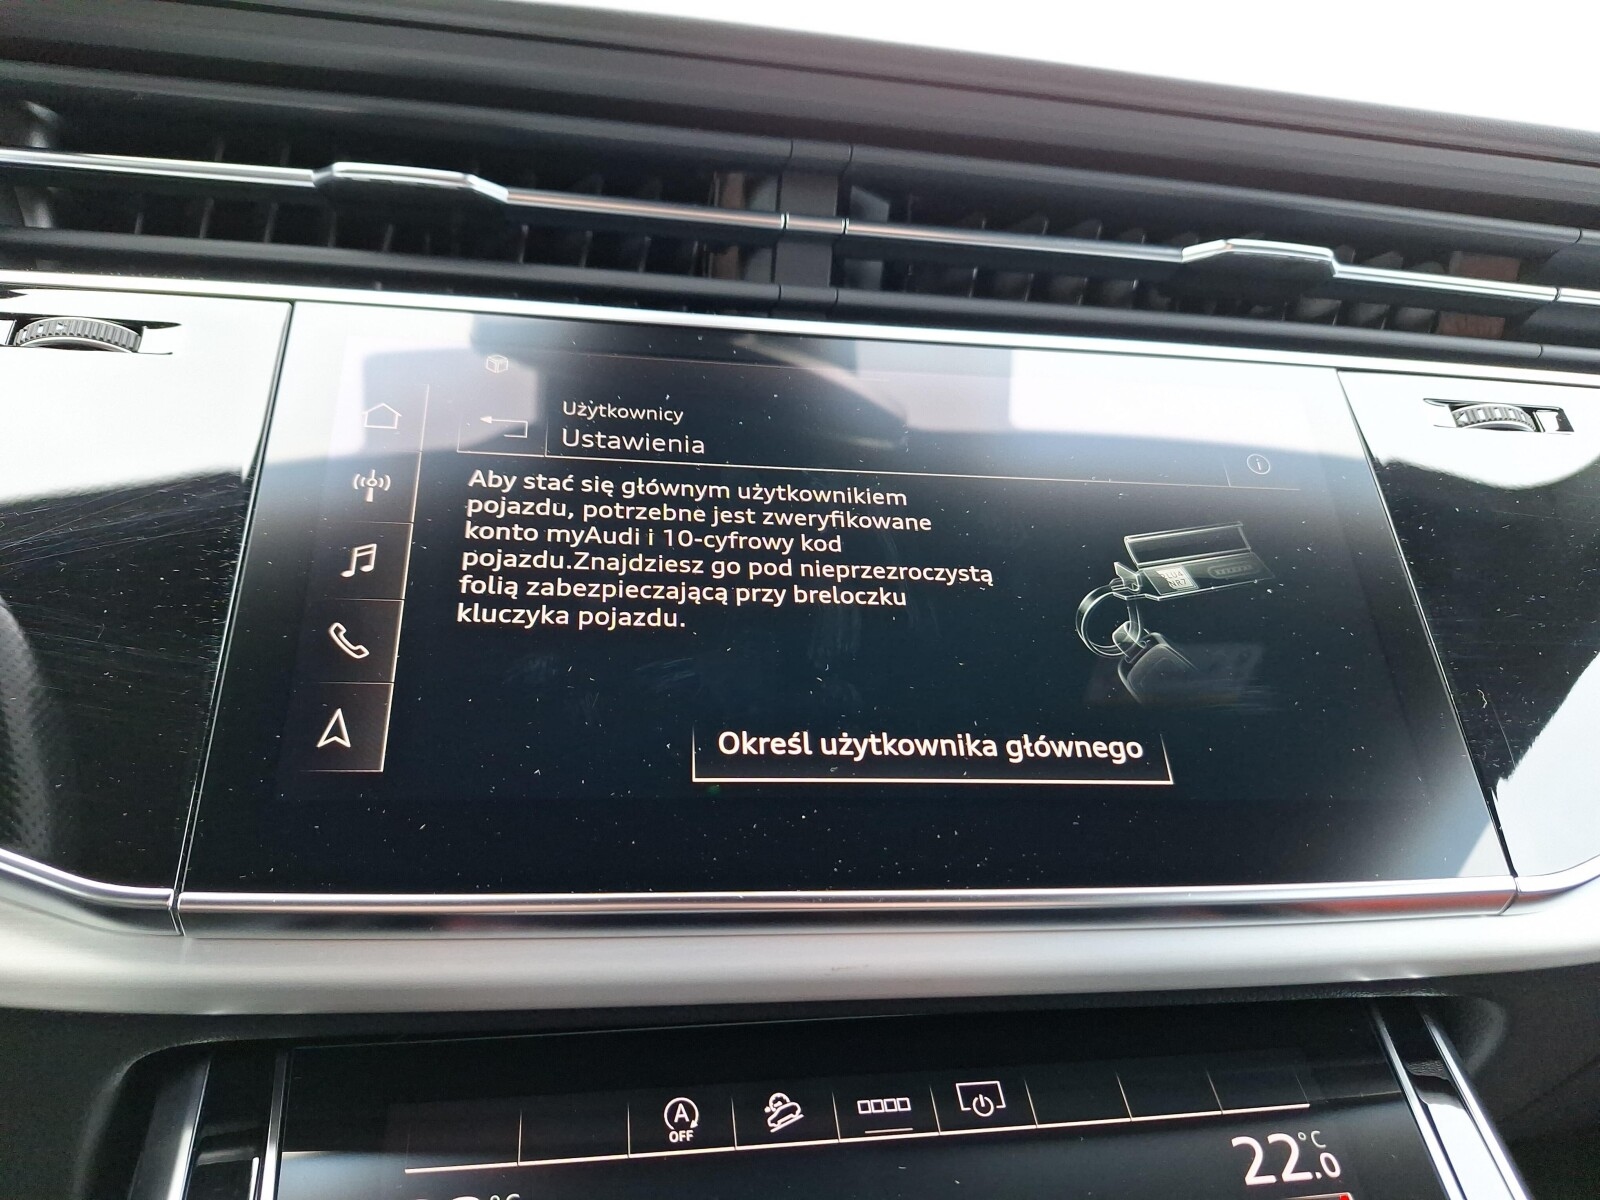 Użytkownicy
Ustawienia
Aby stać się głównym użytkownikiem
pojazdu, potrzebne jest zweryfikowane
konto myAudi i 10-cyfrowy kod
pojazdu.Znajdziesz go pod nieprzezroczystą
folią zabezpieczającą przy breloczku
kluczyka pojazdu.
Określ użytkownika głównego
A
OFF
22.0 °C
°C